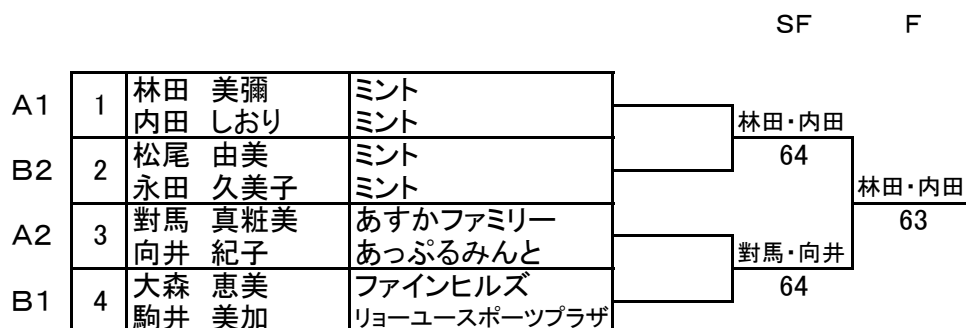 SF F
A1 1 林田 美彌 ミント
内田 しおり ミント
林田・内田
B2 2 松尾 由美 ミント
64
永田 久美子 ミント
林田・内田
A2 3 對馬 真粧美 あすかファミリー
63
向井 紀子 あっぷるみんと
對馬・向井
B1 4 大森 恵美 ファインヒルズ
64
駒井 美加 リョーユースポーツプラザ